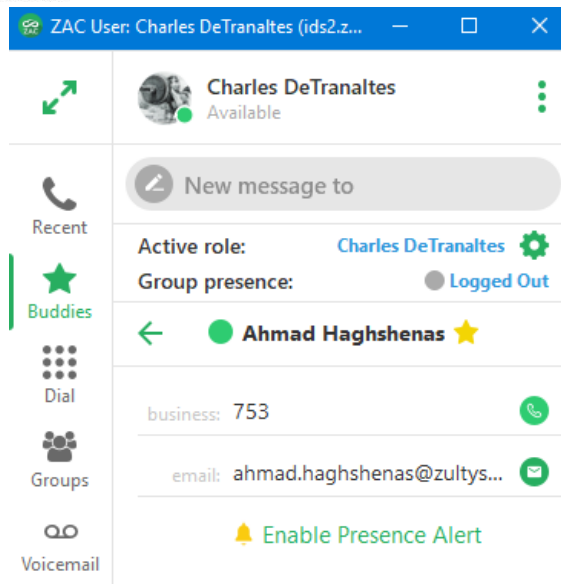 ZAC User: Charles DeTranaltes (ids2.z...
Charles DeTranaltes
Available
New message to
Recent
Active role: Charles DeTranaltes
Group presence: Logged Out
Buddies
Ahmad Haghshenas
Dial
business: 753
Groups
email: ahmad.haghshenas@zultys...
Enable Presence Alert
Voicemail